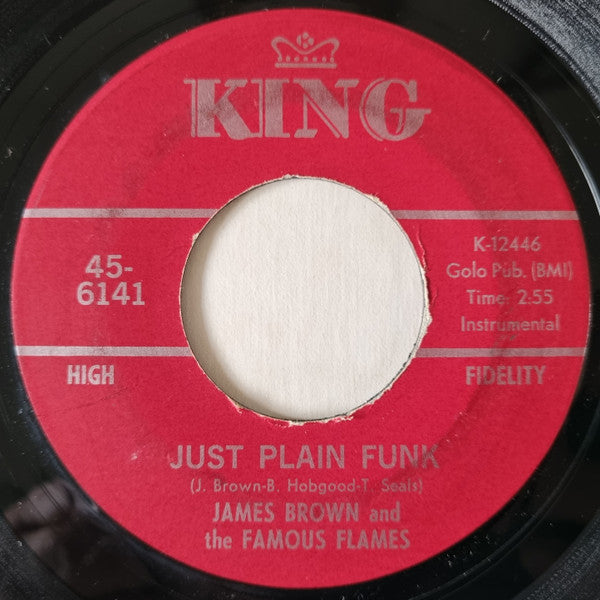 KING
45-
6141
K-12446
Golo Pub. (BMI)
Time: 2:55
Instrumental
HIGH
FIDELITY
JUST PLAIN FUNK
(J. Brown-B. Hobgood-T. Seals)
JAMES BROWN and
the FAMOUS FLAMES